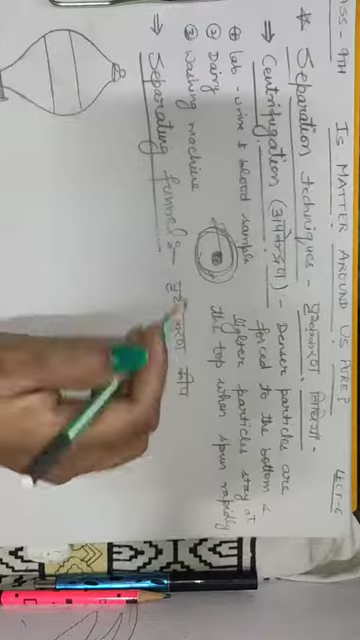 CLASS - 9TH IS MATTER AROUND US PURE? LECT-6
* Separation techniques - पृथक्करण विधियाँ -
⇒ Centrifugation (अपकेंद्रण) :- Denser particles are forced to the bottom & lighter particles stay at the top when spun rapidly
① Lab - urine & blood sample
② Dairy
③ Washing machine
⇒ Separating funnel :- पृथक्करण कीप